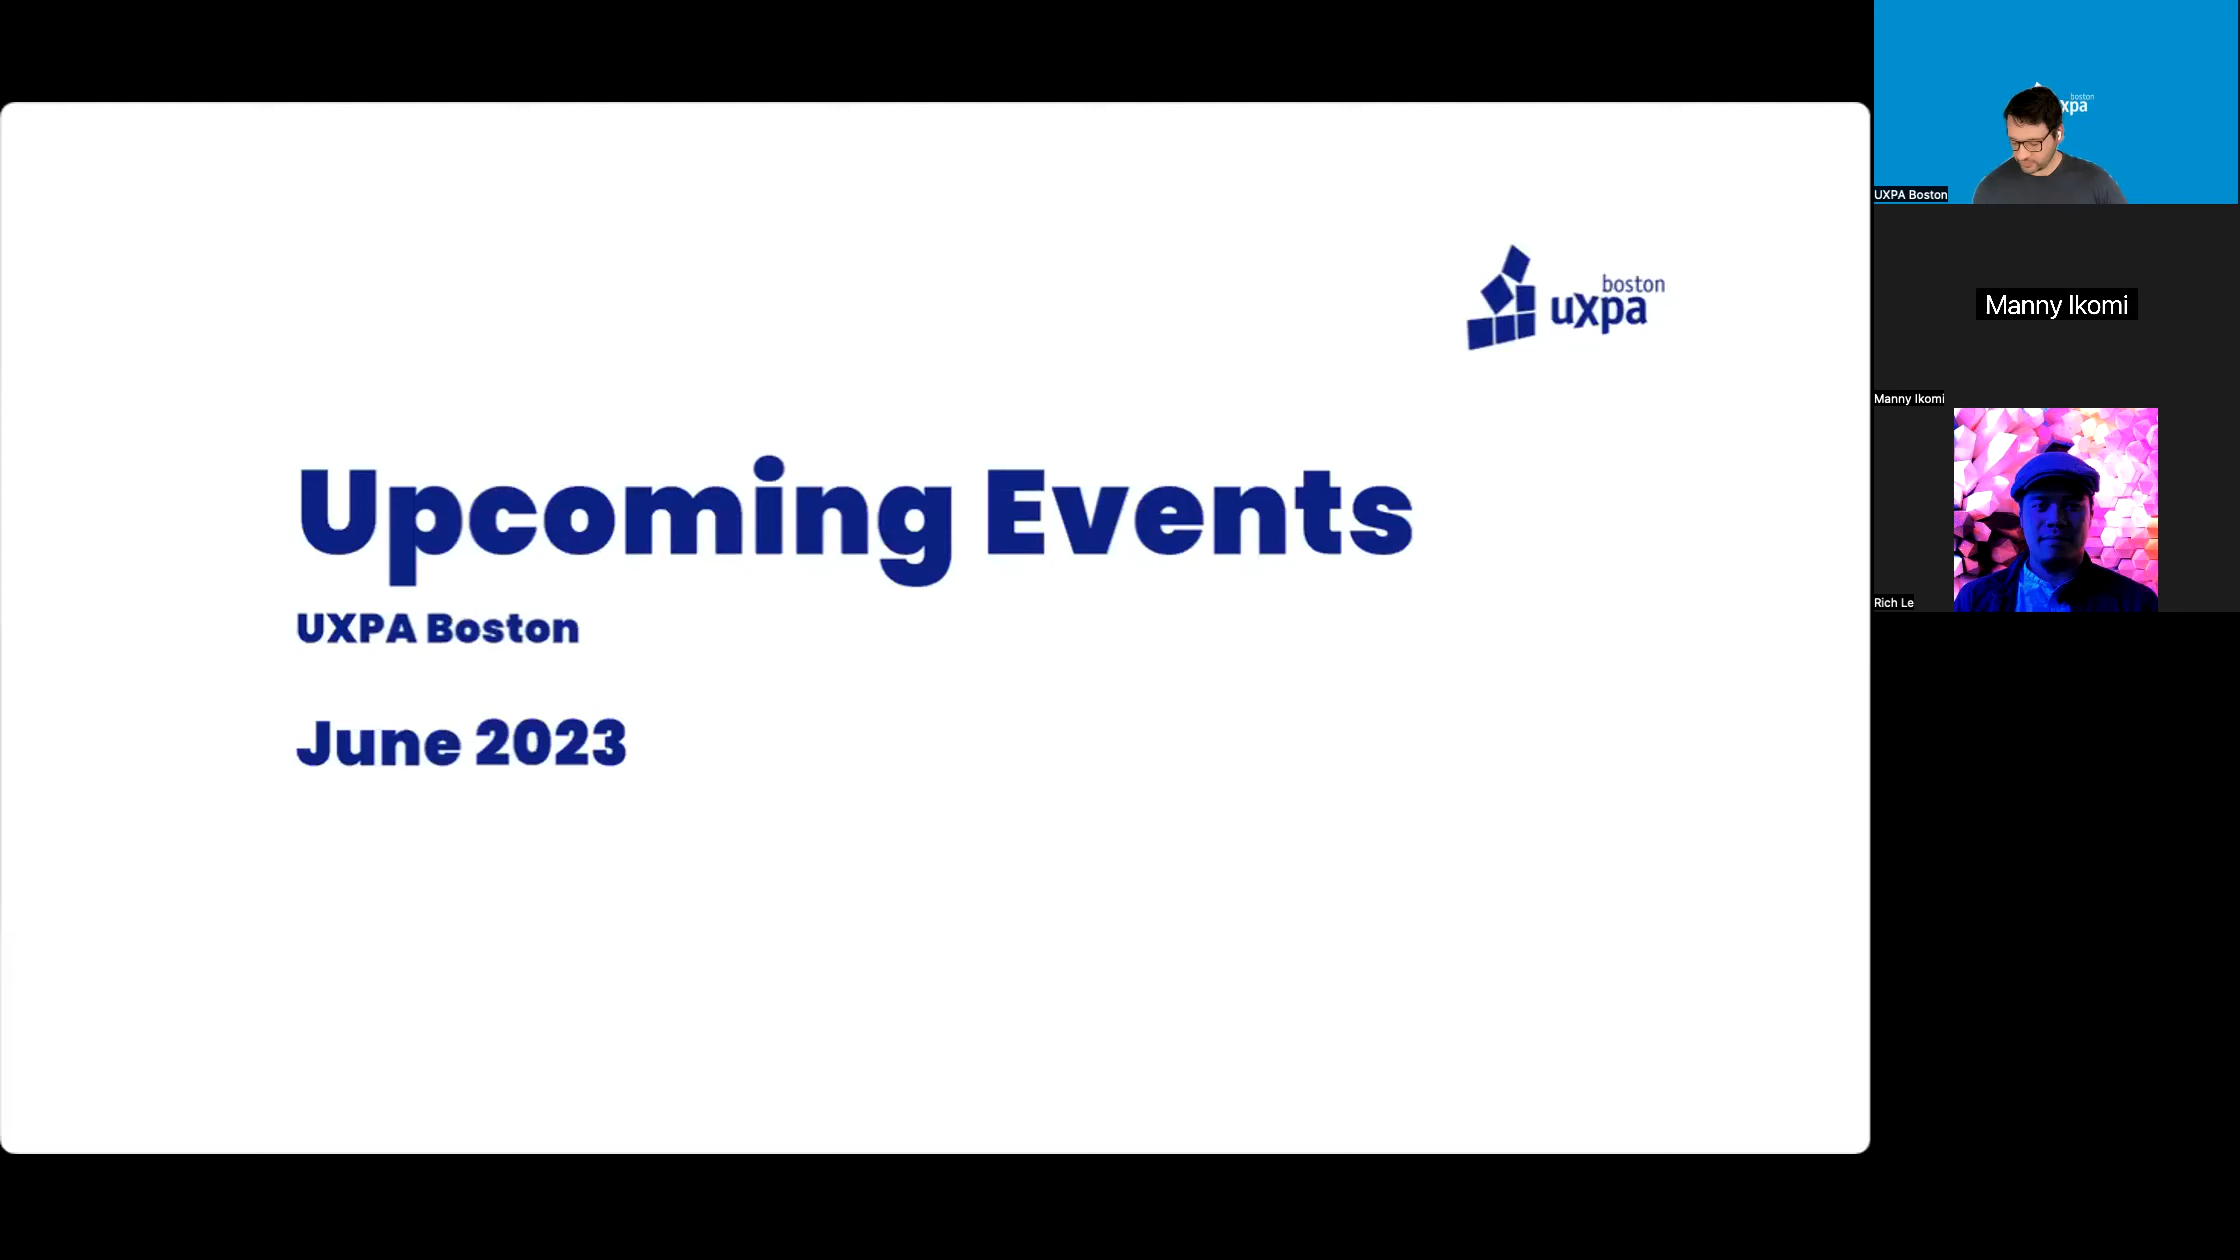 boston
uxpa
Upcoming Events
UXPA Boston
June 2023
boston
xpa
UXPA Boston
Manny Ikomi
Manny Ikomi
Rich Le